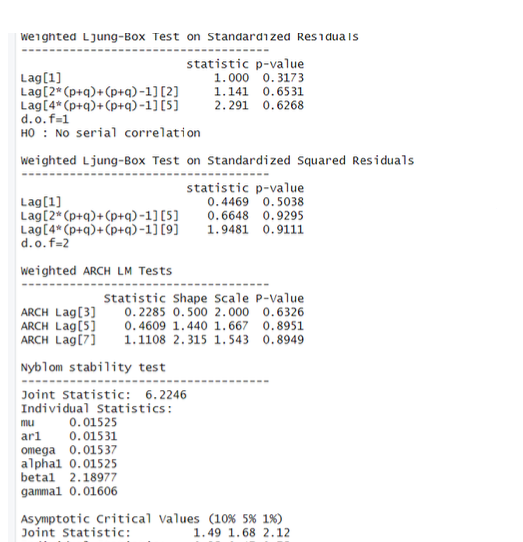 Weighted Ljung-Box Test on Standardized Residuals
------------------------------------
statistic p-value
Lag[1] 1.000 0.3173
Lag[2*(p+q)+(p+q)-1][2] 1.141 0.6531
Lag[4*(p+q)+(p+q)-1][5] 2.291 0.6268
d.o.f=1
H0 : No serial correlation
Weighted Ljung-Box Test on Standardized Squared Residuals
------------------------------------
statistic p-value
Lag[1] 0.4469 0.5038
Lag[2*(p+q)+(p+q)-1][5] 0.6648 0.9295
Lag[4*(p+q)+(p+q)-1][9] 1.9481 0.9111
d.o.f=2
Weighted ARCH LM Tests
------------------------------------
Statistic Shape Scale P-Value
ARCH Lag[3] 0.2285 0.500 2.000 0.6326
ARCH Lag[5] 0.4609 1.440 1.667 0.8951
ARCH Lag[7] 1.1108 2.315 1.543 0.8949
Nyblom stability test
------------------------------------
Joint Statistic: 6.2246
Individual Statistics:
mu 0.01525
ar1 0.01531
omega 0.01537
alpha1 0.01525
beta1 2.18977
gamma1 0.01606
Asymptotic Critical Values (10% 5% 1%)
Joint Statistic: 1.49 1.68 2.12